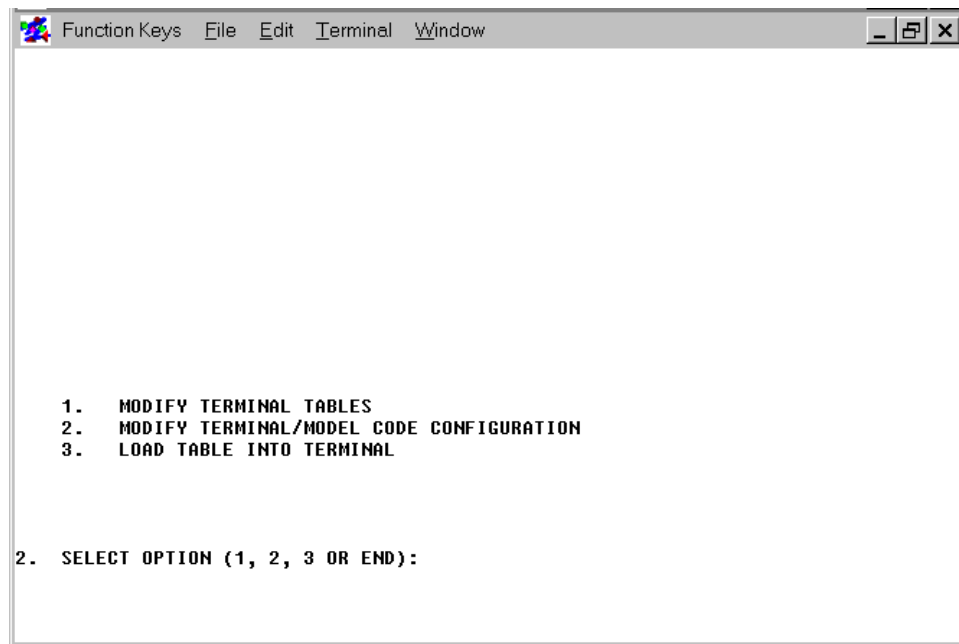 Function Keys File Edit Terminal Window
1. MODIFY TERMINAL TABLES
2. MODIFY TERMINAL/MODEL CODE CONFIGURATION
3. LOAD TABLE INTO TERMINAL
2. SELECT OPTION (1, 2, 3 OR END):